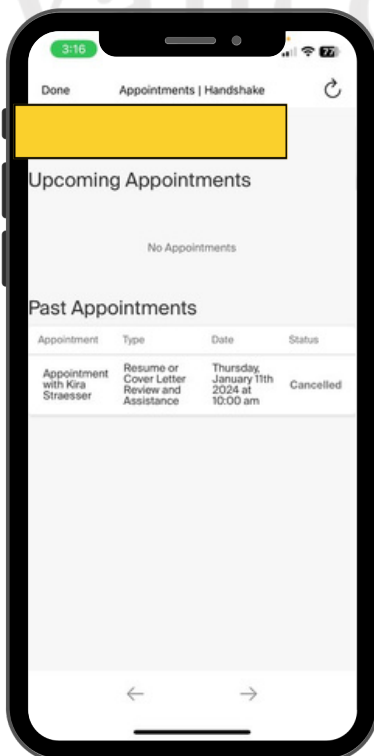 3:16
77
Done Appointments | Handshake
Upcoming Appointments
No Appointments
Past Appointments
Appointment Type Date Status
Appointment with Kira Straesser Resume or Cover Letter Review and Assistance Thursday, January 11th 2024 at 10:00 am Cancelled